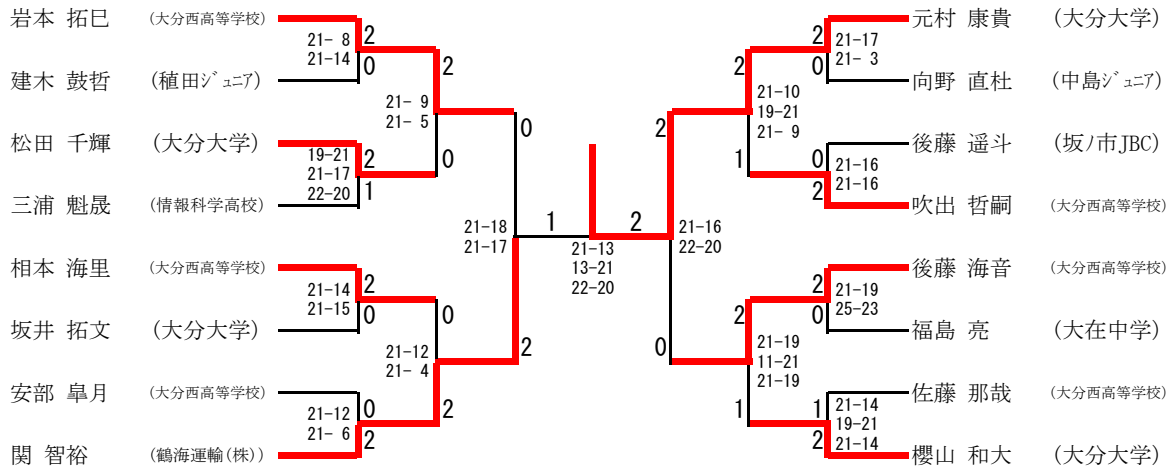 岩本 拓巳 (大分西高等学校)
21- 8 2
21-14 0
建木 鼓哲 (稙田ジュニア)
2
21- 9
21- 5
0
松田 千輝 (大分大学)
19-21 2
21-17
22-20 1
三浦 魁晟 (情報科学高校)
0
21-18
21-17
2
相本 海里 (大分西高等学校)
21-14 2
21-15 0
坂井 拓文 (大分大学)
0
21-12
21- 4
2
安部 皐月 (大分西高等学校)
21-12 0
21- 6 2
関 智裕 (鶴海運輸(株))
1 2
21-13
13-21
22-20
元村 康貴 (大分大学)
2 21-17
0 21- 3
向野 直杜 (中島ジュニア)
2
21-10
19-21
21- 9
1
後藤 遥斗 (坂ノ市JBC)
0 21-16
2 21-16
吹出 哲嗣 (大分西高等学校)
2
21-16
22-20
0
後藤 海音 (大分西高等学校)
2 21-19
0 25-23
福島 亮 (大在中学)
2
21-19
11-21
21-19
1
佐藤 那哉 (大分西高等学校)
1 21-14
19-21
2 21-14
櫻山 和大 (大分大学)